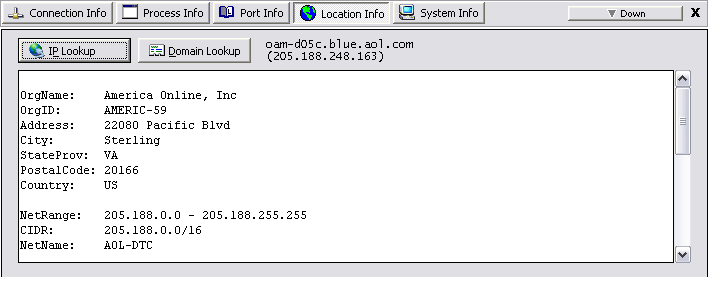 Connection Info Process Info Port Info Location Info System Info Down X
IP Lookup Domain Lookup oam-d05c.blue.aol.com
(205.188.248.163)
OrgName: America Online, Inc
OrgID: AMERIC-59
Address: 22080 Pacific Blvd
City: Sterling
StateProv: VA
PostalCode: 20166
Country: US
NetRange: 205.188.0.0 - 205.188.255.255
CIDR: 205.188.0.0/16
NetName: AOL-DTC